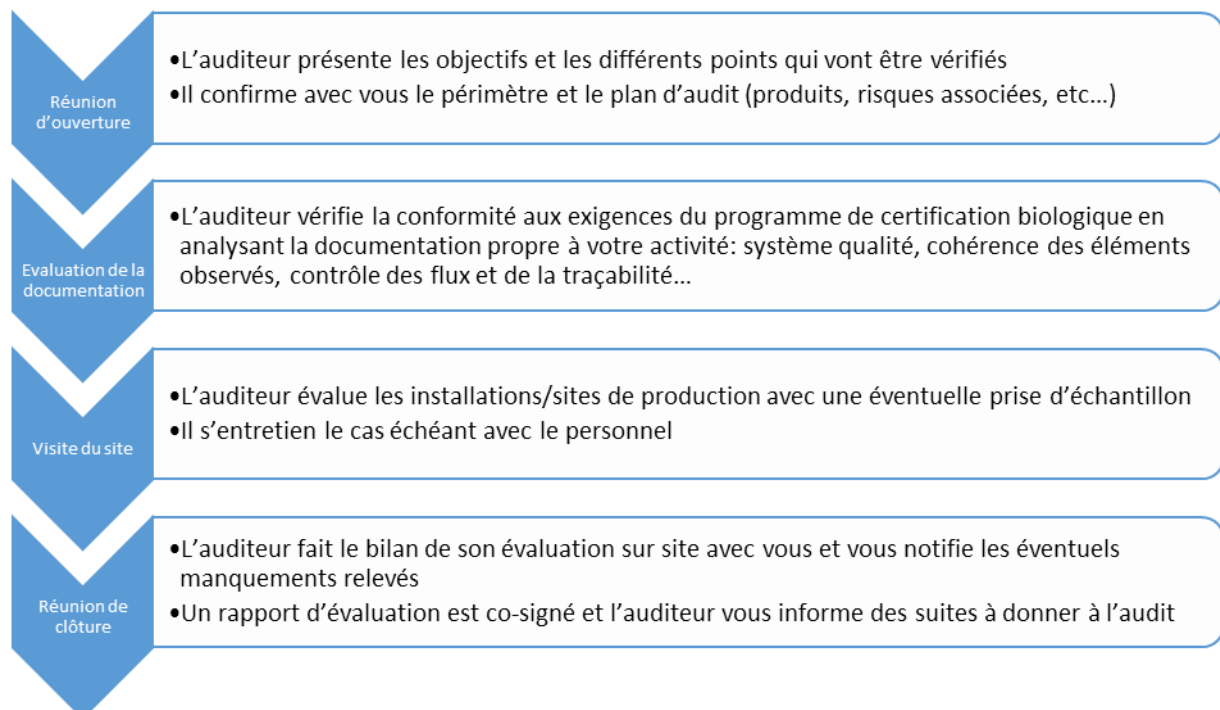 Réunion
d'ouverture
•L'auditeur présente les objectifs et les différents points qui vont être vérifiés
•Il confirme avec vous le périmètre et le plan d'audit (produits, risques associées, etc...)
Evaluation de la
documentation
•L'auditeur vérifie la conformité aux exigences du programme de certification biologique en
analysant la documentation propre à votre activité: système qualité, cohérence des éléments
observés, contrôle des flux et de la traçabilité...
Visite du site
•L'auditeur évalue les installations/sites de production avec une éventuelle prise d'échantillon
•Il s'entretien le cas échéant avec le personnel
Réunion de
clôture
•L'auditeur fait le bilan de son évaluation sur site avec vous et vous notifie les éventuels
manquements relevés
•Un rapport d'évaluation est co-signé et l'auditeur vous informe des suites à donner à l'audit